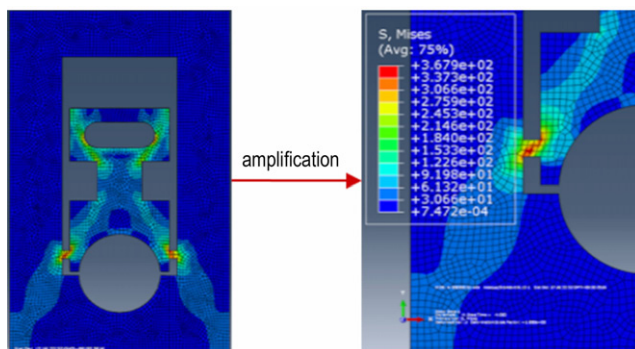 S, Mises
(Avg: 75%)
+3.679e+02
+3.373e+02
+3.066e+02
+2.759e+02
+2.453e+02
+2.146e+02
+1.840e+02
+1.533e+02
+1.226e+02
+9.198e+01
+6.132e+01
+3.066e+01
+7.472e-04
amplification